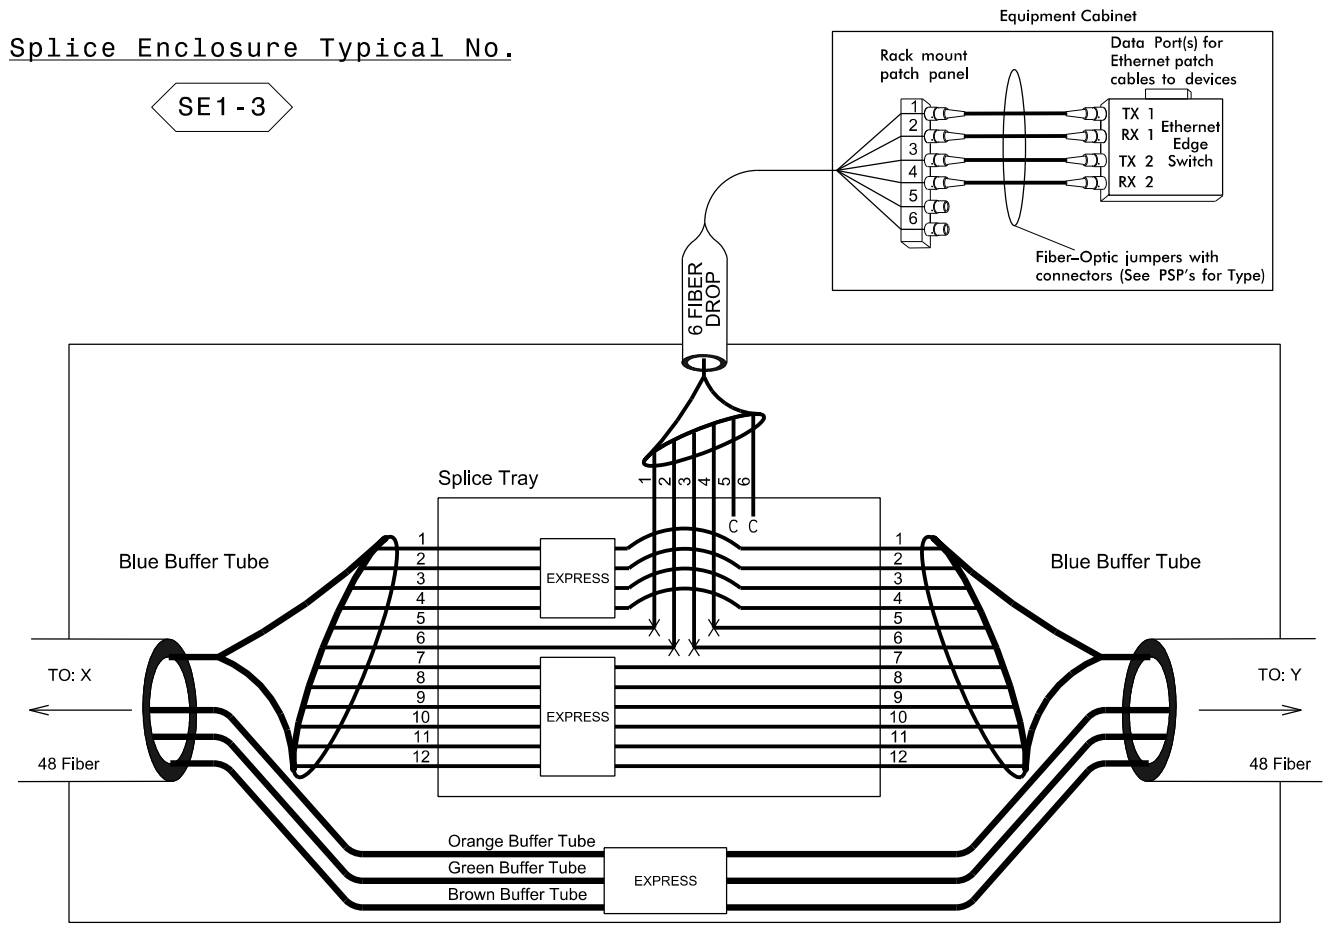 Splice Enclosure Typical No.
SE1-3
Equipment Cabinet
Rack mount
patch panel
Data Port(s) for
Ethernet patch
cables to devices
1
2
3
4
5
6
TX 1
RX 1
TX 2
RX 2
Ethernet
Edge
Switch
Fiber-Optic jumpers with
connectors (See PSP's for Type)
6 FIBER
DROP
1
2
3
4
5
6
C C
Splice Tray
Blue Buffer Tube
1
2
3
4
5
6
7
8
9
10
11
12
EXPRESS
EXPRESS
X X
X X
1
2
3
4
5
6
7
8
9
10
11
12
Blue Buffer Tube
TO: X
48 Fiber
TO: Y
48 Fiber
Orange Buffer Tube
Green Buffer Tube
Brown Buffer Tube
EXPRESS